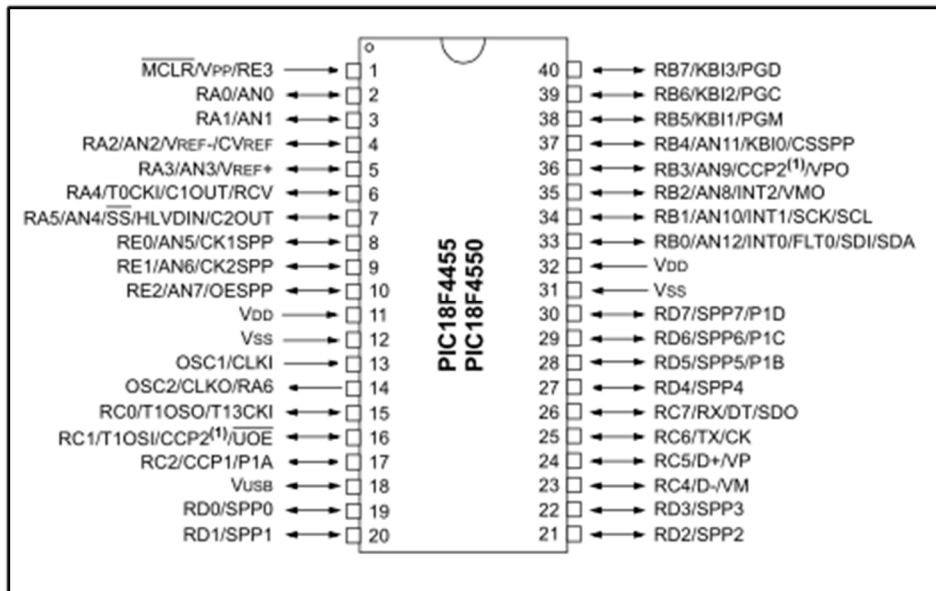 MCLR/VPP/RE3 1 40 RB7/KBI3/PGD
RA0/AN0 2 39 RB6/KBI2/PGC
RA1/AN1 3 38 RB5/KBI1/PGM
RA2/AN2/VREF-/CVREF 4 37 RB4/AN11/KBI0/CSSPP
RA3/AN3/VREF+ 5 36 RB3/AN9/CCP2(1)/VPO
RA4/T0CKI/C1OUT/RCV 6 35 RB2/AN8/INT2/VMO
RA5/AN4/SS/HLVDIN/C2OUT 7 34 RB1/AN10/INT1/SCK/SCL
RE0/AN5/CK1SPP 8 33 RB0/AN12/INT0/FLT0/SDI/SDA
RE1/AN6/CK2SPP 9 32 VDD
RE2/AN7/OESPP 10 31 VSS
VDD 11 30 RD7/SPP7/P1D
VSS 12 29 RD6/SPP6/P1C
OSC1/CLKI 13 28 RD5/SPP5/P1B
OSC2/CLKO/RA6 14 27 RD4/SPP4
RC0/T1OSO/T13CKI 15 26 RC7/RX/DT/SDO
RC1/T1OSI/CCP2(1)/UOE 16 25 RC6/TX/CK
RC2/CCP1/P1A 17 24 RC5/D+/VP
VUSB 18 23 RC4/D-/VM
RD0/SPP0 19 22 RD3/SPP3
RD1/SPP1 20 21 RD2/SPP2
PIC18F4455
PIC18F4550